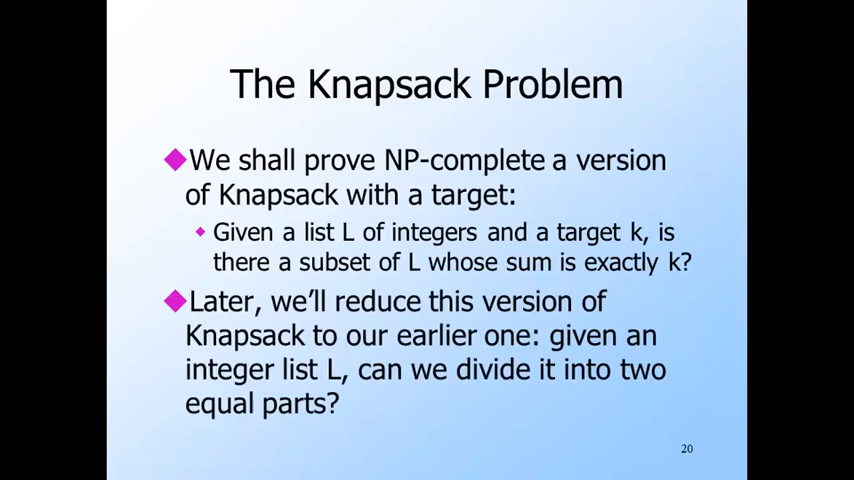 The Knapsack Problem
We shall prove NP-complete a version
of Knapsack with a target:
Given a list L of integers and a target k, is
there a subset of L whose sum is exactly k?
Later, we’ll reduce this version of
Knapsack to our earlier one: given an
integer list L, can we divide it into two
equal parts?
20